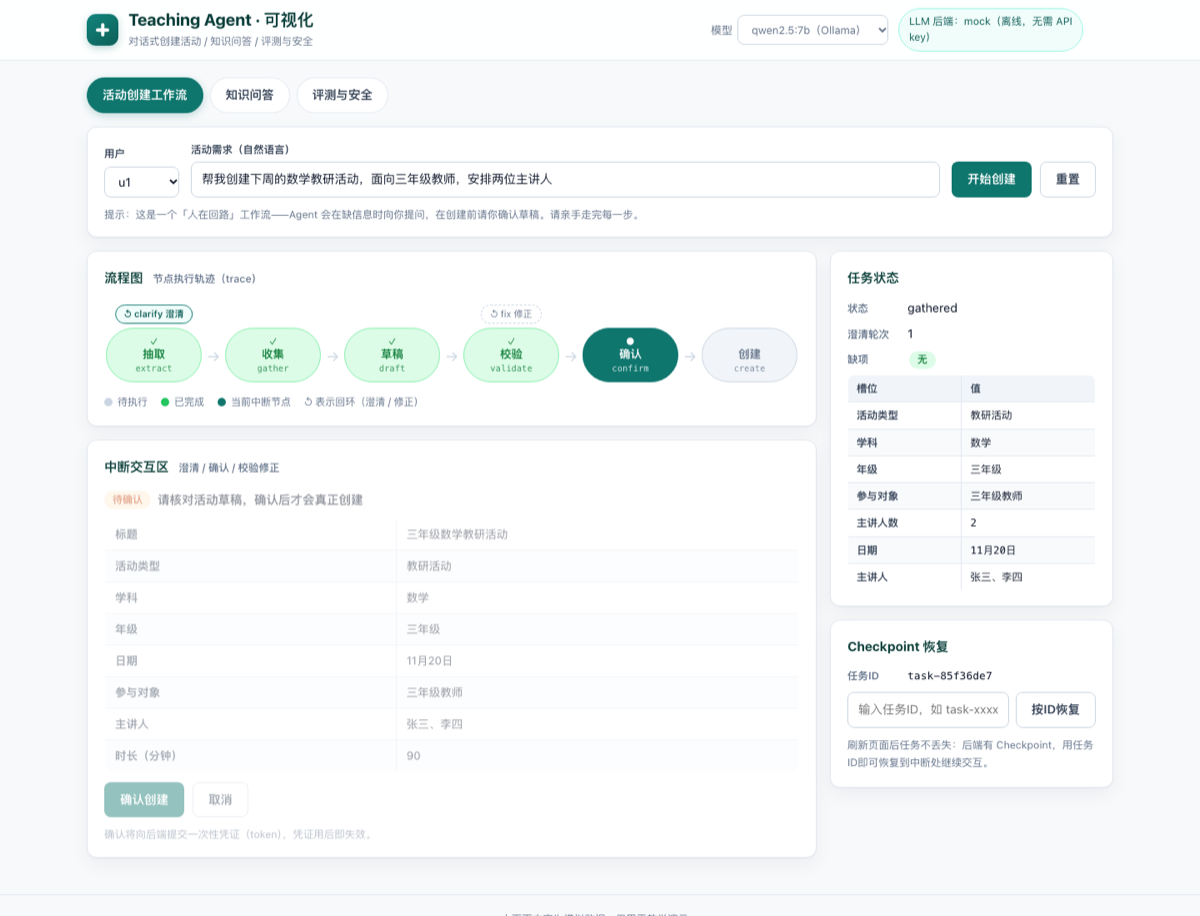 Teaching Agent · 可视化
对话式创建活动 / 知识问答 / 评测与安全
模型
qwen2.5:7b（Ollama）
LLM 后端：mock（离线，无需 API
key）
活动创建工作流
知识问答
评测与安全
用户
活动需求（自然语言）
u1
帮我创建下周的数学教研活动，面向三年级教师，安排两位主讲人
开始创建
重置
提示：这是一个「人在回路」工作流——Agent 会在缺信息时向你提问，在创建前请你确认草稿。请亲手走完每一步。
流程图 节点执行轨迹（trace）
↺ clarify 澄清
↺ fix 修正
✓
抽取
extract
→
✓
收集
gather
→
✓
草稿
draft
→
✓
校验
validate
→
确认
confirm
→
创建
create
待执行 已完成 当前中断节点 ↺ 表示回环（澄清 / 修正）
中断交互区 澄清 / 确认 / 校验修正
待确认 请核对活动草稿，确认后才会真正创建
标题 三年级数学教研活动
活动类型 教研活动
学科 数学
年级 三年级
日期 11月20日
参与对象 三年级教师
主讲人 张三、李四
时长（分钟） 90
确认创建
取消
确认将向后端提交一次性凭证（token），凭证用后即失效。
任务状态
状态 gathered
澄清轮次 1
缺项 无
槽位 值
活动类型 教研活动
学科 数学
年级 三年级
参与对象 三年级教师
主讲人数 2
日期 11月20日
主讲人 张三、李四
Checkpoint 恢复
任务ID task-85f36de7
输入任务ID，如 task-xxxx
按ID恢复
刷新页面后任务不丢失：后端有 Checkpoint，用任务
ID即可恢复到中断处继续交互。